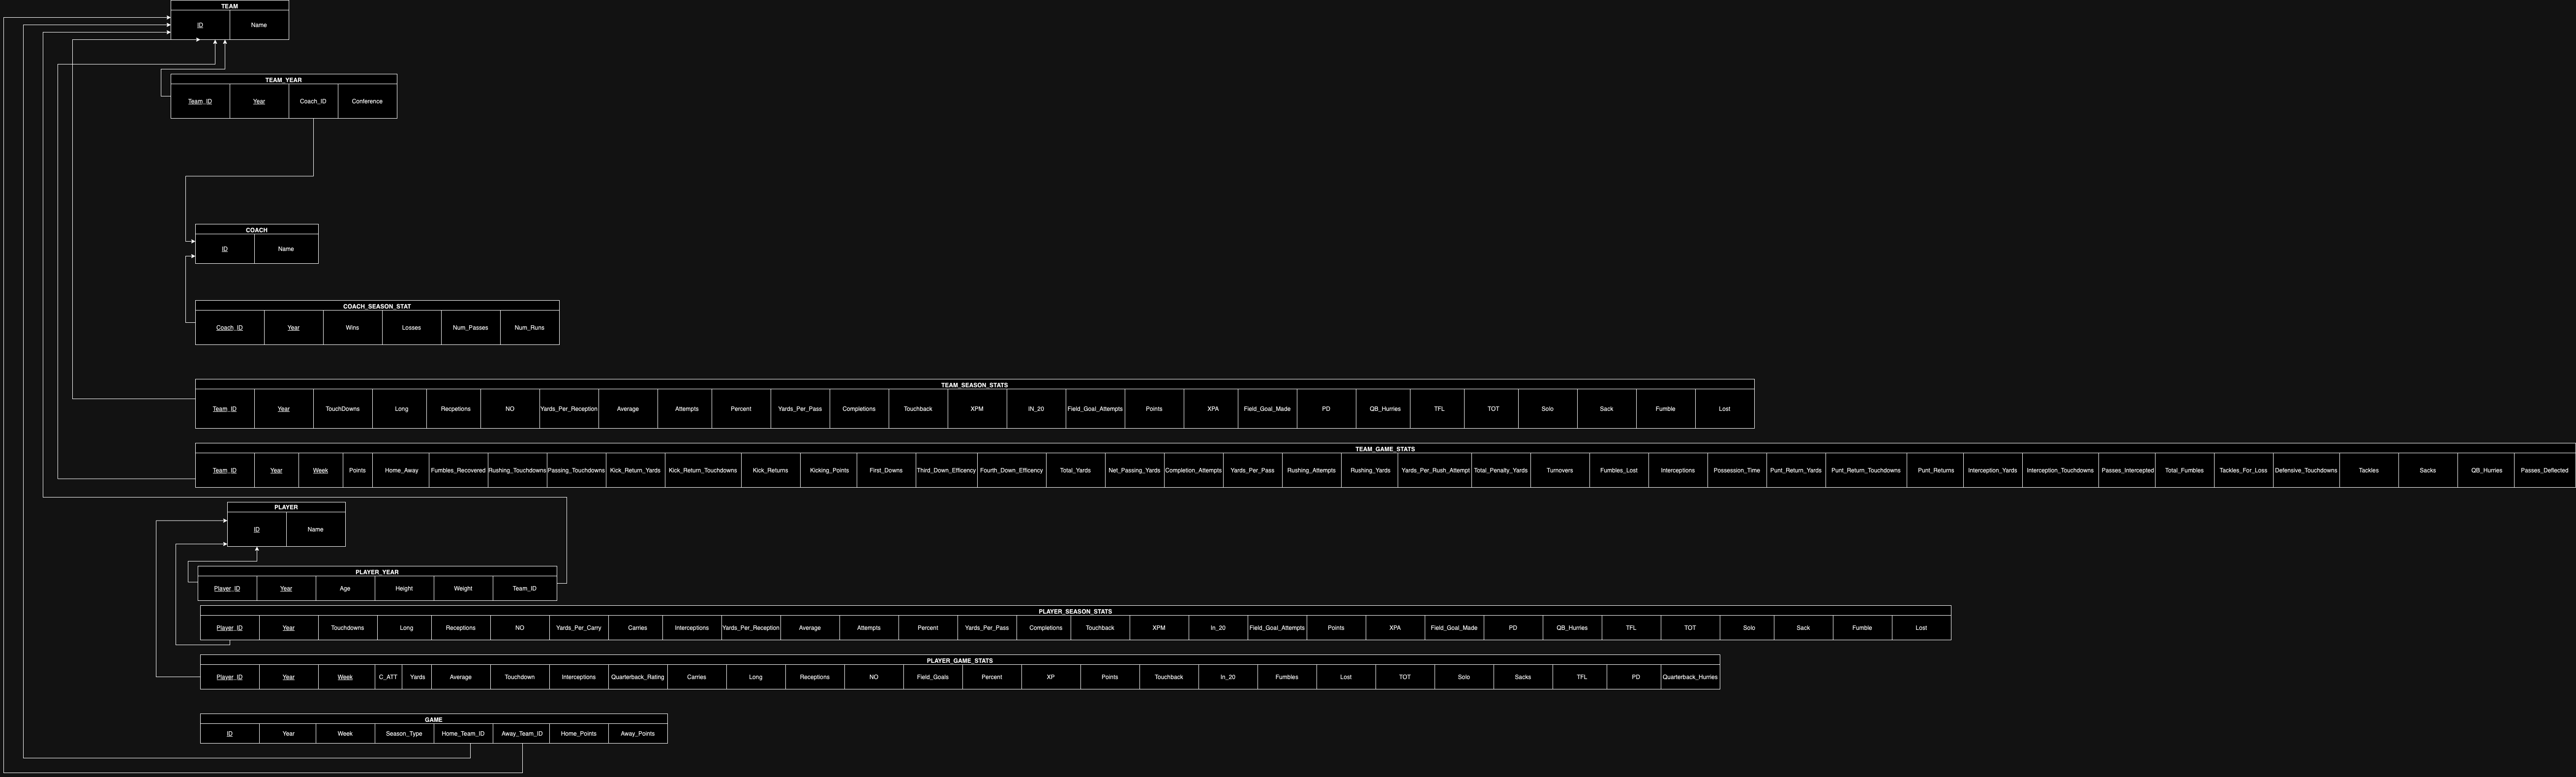 TEAM
ID Name
TEAM_YEAR
Team_ID Year Coach_ID Conference
COACH
ID Name
COACH_SEASON_STAT
Coach_ID Year Wins Losses Num_Passes Num_Runs
TEAM_SEASON_STATS
Team_ID Year TouchDowns Long Recpetions NO Yards_Per_Reception Average Attempts Percent Yards_Per_Pass Completions Touchback XPM IN_20 Field_Goal_Attempts Points XPA Field_Goal_Made PD QB_Hurries TFL TOT Solo Sack Fumble Lost
TEAM_GAME_STATS
Team_ID Year Week Points Home_Away Fumbles_Recovered Rushing_Touchdowns Passing_Touchdowns Kick_Return_Yards Kick_Return_Touchdowns Kick_Returns Kicking_Points First_Downs Third_Down_Efficency Fourth_Down_Efficency Total_Yards Net_Passing_Yards Completion_Attempts Yards_Per_Pass Rushing_Attempts Rushing_Yards Yards_Per_Rush_Attempt Total_Penalty_Yards Turnovers Fumbles_Lost Interceptions Possession_Time Punt_Return_Yards Punt_Return_Touchdowns Punt_Returns Interception_Yards Interception_Touchdowns Passes_Intercepted Total_Fumbles Tackles_For_Loss Defensive_Touchdowns Tackles Sacks QB_Hurries Passes_Deflected
PLAYER
ID Name
PLAYER_YEAR
Player_ID Year Age Height Weight Team_ID
PLAYER_SEASON_STATS
Player_ID Year Touchdowns Long Receptions NO Yards_Per_Carry Carries Interceptions Yards_Per_Reception Average Attempts Percent Yards_Per_Pass Completions Touchback XPM In_20 Field_Goal_Attempts Points XPA Field_Goal_Made PD QB_Hurries TFL TOT Solo Sack Fumble Lost
PLAYER_GAME_STATS
Player_ID Year Week C_ATT Yards Average Touchdown Interceptions Quarterback_Rating Carries Long Receptions NO Field_Goals Percent XP Points Touchback In_20 Fumbles Lost TOT Solo Sacks TFL PD Quarterback_Hurries
GAME
ID Year Week Season_Type Home_Team_ID Away_Team_ID Home_Points Away_Points